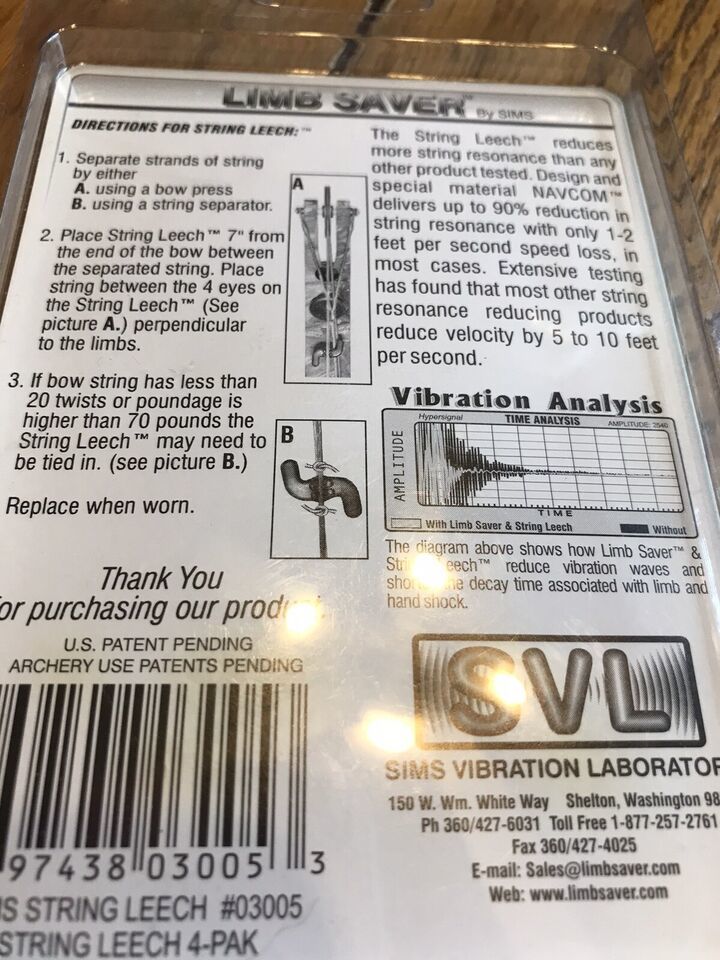 LIMB SAVER™ By SIMS
DIRECTIONS FOR STRING LEECH:™
1. Separate strands of string
by either
A. using a bow press
B. using a string separator.
2. Place String Leech™ 7" from
the end of the bow between
the separated string. Place
string between the 4 eyes on
the String Leech™ (See
picture A.) perpendicular
to the limbs.
3. If bow string has less than
20 twists or poundage is
higher than 70 pounds the
String Leech™ may need to
be tied in. (see picture B.)
Replace when worn.
A
B
The String Leech™ reduces
more string resonance than any
other product tested. Design and
special material NAVCOM™
delivers up to 90% reduction in
string resonance with only 1-2
feet per second speed loss, in
most cases. Extensive testing
has found that most other string
resonance reducing products
reduce velocity by 5 to 10 feet
per second.
Vibration Analysis
Hypersignal TIME ANALYSIS AMPLITUDE: 2540
AMPLITUDE
TIME
With Limb Saver & String Leech Without
The diagram above shows how Limb Saver™ &
reduce vibration waves and
decay time associated with limb and
hand shock.
Thank You
purchasing our
U.S. PATENT PENDING
ARCHERY USE PATENTS PENDING
97438 03005 3
STRING LEECH #03005
STRING LEECH 4-PAK
SVL
SIMS VIBRATION LABORATOR
150 W. Wm. White Way Shelton, Washington 98
Ph 360/427-6031 Toll Free 1-877-257-2761
Fax 360/427-4025
E-mail: Sales@limbsaver.com
Web: www.limbsaver.com